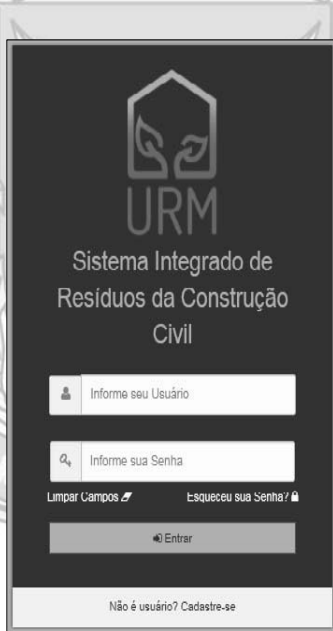 URM
Sistema Integrado de
Resíduos da Construção
Civil
Informe seu Usuário
Informe sua Senha
Limpar Campos Esqueceu sua Senha?
Entrar
Não é usuário? Cadastre-se